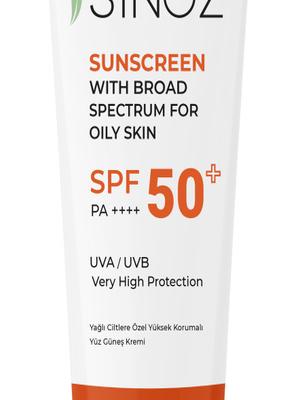 SINOZ
SUNSCREEN
WITH BROAD
SPECTRUM FOR
OILY SKIN
SPF 50+
PA ++++
UVA / UVB
Very High Protection
Yağlı Ciltlere Özel Yüksek Korumalı
Yüz Güneş Kremi